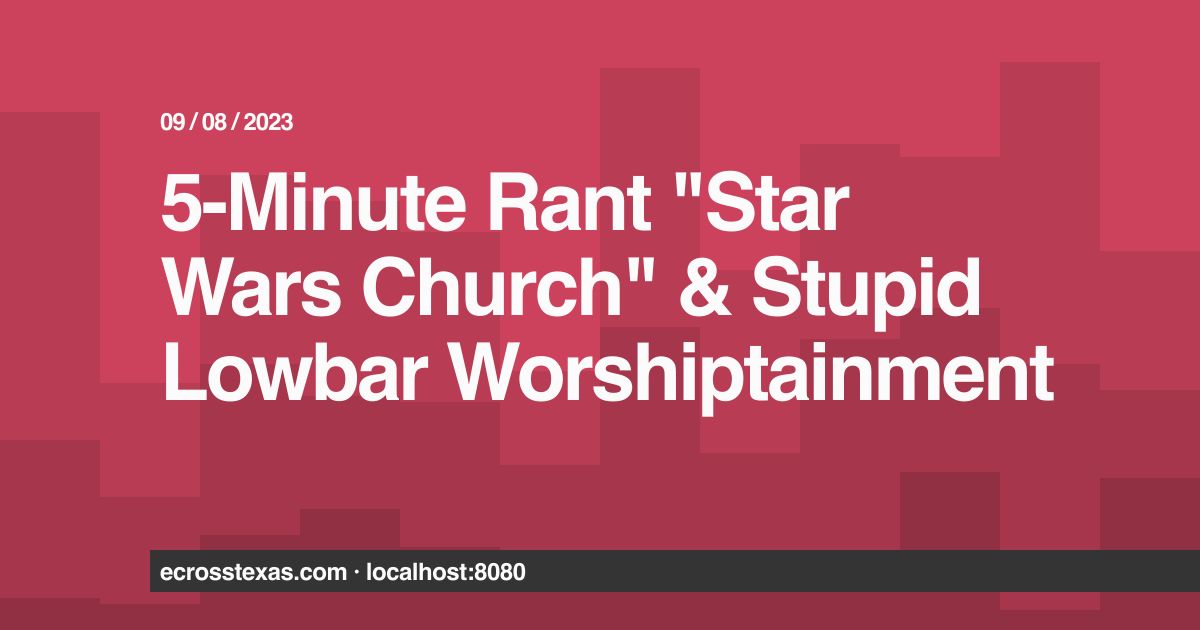 09 / 08 / 2023
5-Minute Rant "Star
Wars Church" & Stupid
Lowbar Worshiptainment
ecrosstexas.com · localhost:8080